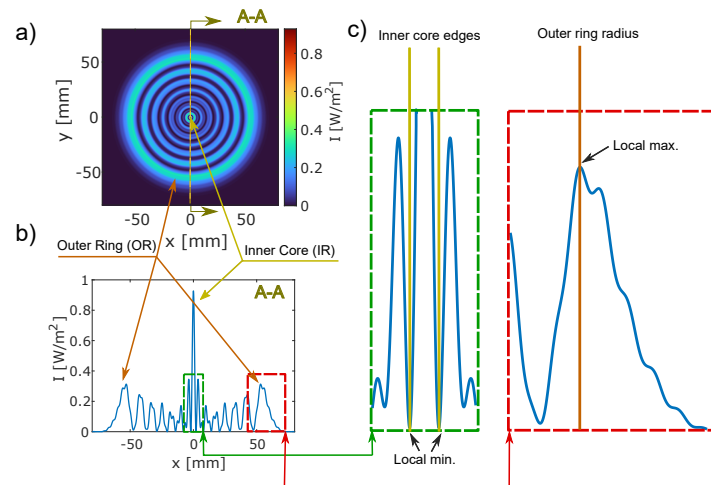 a)
A-A
y [mm]
50
0
-50
-50
0
50
x [mm]
0.8
0.6
0.4
0.2
0
I [W/m²]
b)
Outer Ring (OR)
Inner Core (IR)
A-A
I [W/m²]
1
0.8
0.6
0.4
0.2
0
-50
0
50
x [mm]
c)
Inner core edges
Outer ring radius
Local max.
Local min.